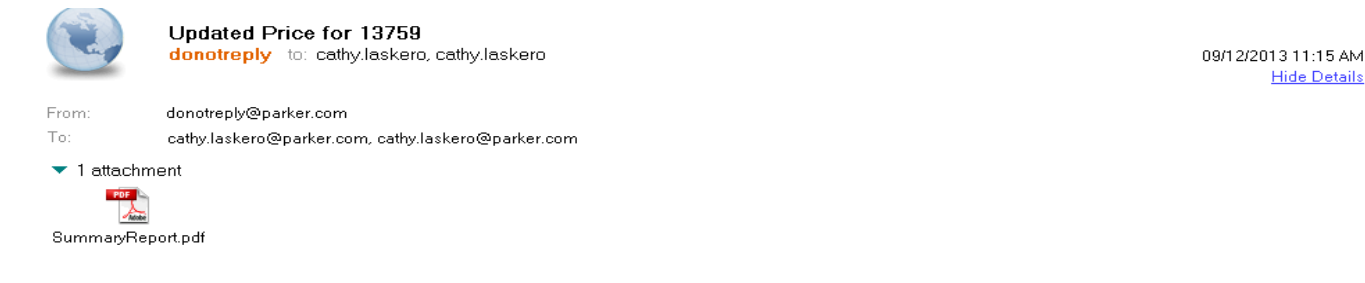 Updated Price for 13759
donotreply to: cathy.laskero, cathy.laskero
09/12/2013 11:15 AM
Hide Details
From: donotreply@parker.com
To: cathy.laskero@parker.com, cathy.laskero@parker.com
1 attachment
PDF
Adobe
SummaryReport.pdf